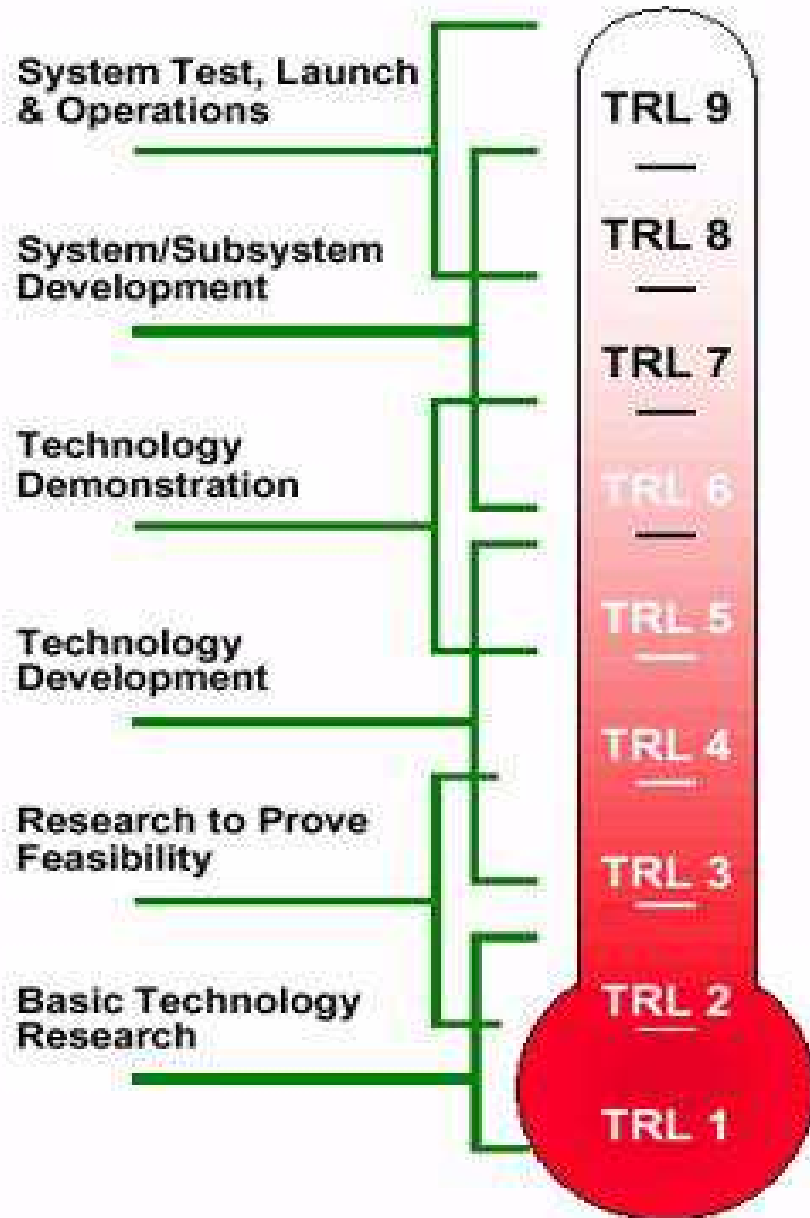 System Test, Launch
& Operations
System/Subsystem
Development
Technology
Demonstration
Technology
Development
Research to Prove
Feasibility
Basic Technology
Research
TRL 9
TRL 8
TRL 7
TRL 6
TRL 5
TRL 4
TRL 3
TRL 2
TRL 1